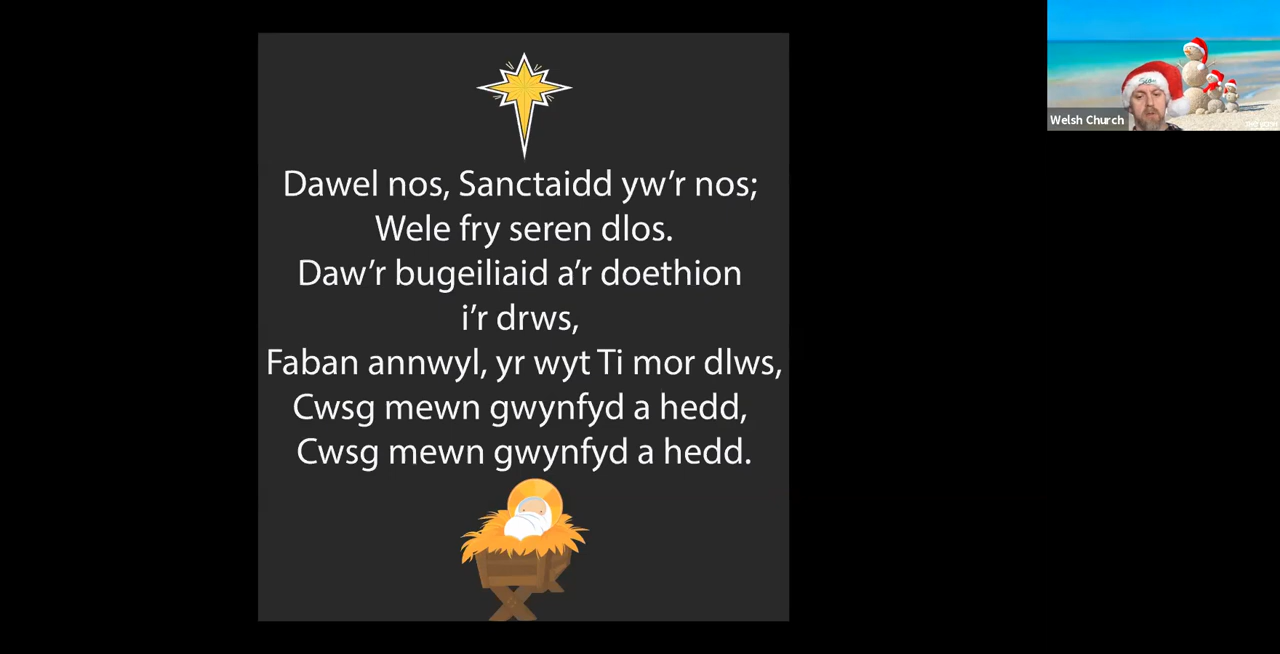 Dawel nos, Sanctaidd yw’r nos;
Wele fry seren dlos.
Daw’r bugeiliaid a’r doethion
i’r drws,
Faban annwyl, yr wyt Ti mor dlws,
Cwsg mewn gwynfyd a hedd,
Cwsg mewn gwynfyd a hedd.
Welsh Church